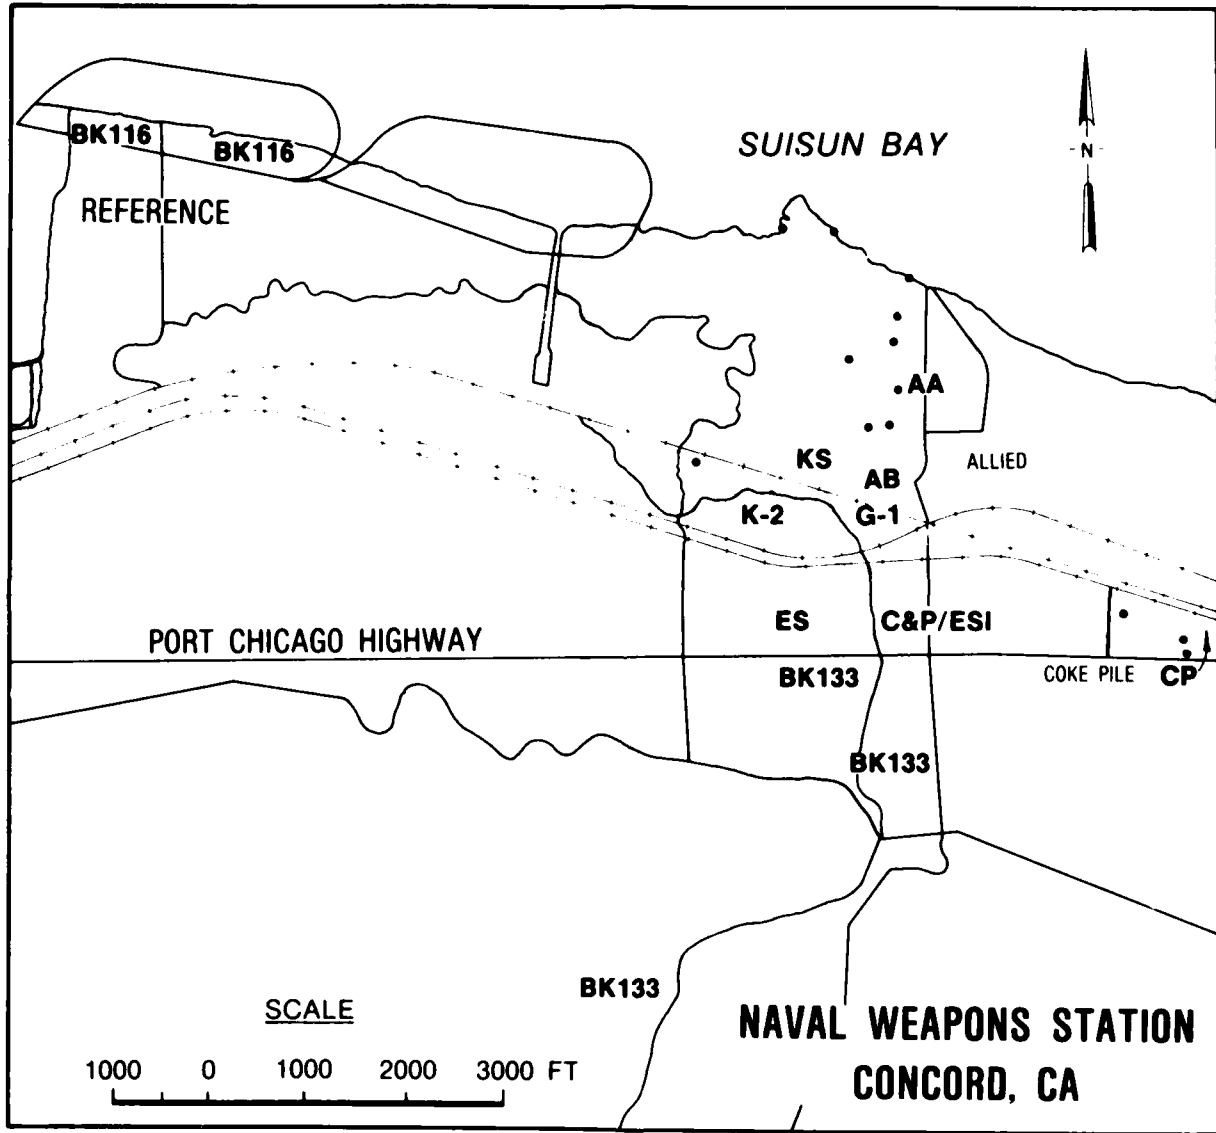 SUISUN BAY
BK116
BK116
N
REFERENCE
AA
KS
ALLIED
AB
K-2
G-1
ES
C&P/ESI
PORT CHICAGO HIGHWAY
BK133
COKE PILE
CP
BK133
BK133
SCALE
1000 0 1000 2000 3000 FT
NAVAL WEAPONS STATION
CONCORD, CA